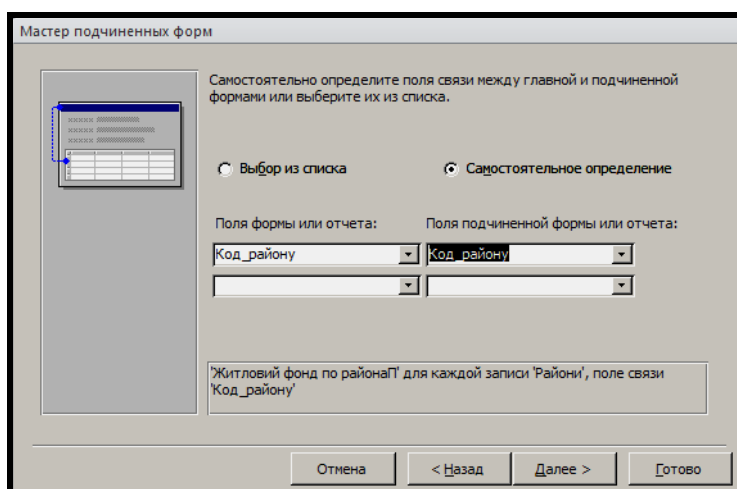 Мастер подчиненных форм
Самостоятельно определите поля связи между главной и подчиненной
формами или выберите их из списка.
Выбор из списка
Самостоятельное определение
Поля формы или отчета:
Поля подчиненной формы или отчета:
Код_району
Код_району
'Житловий фонд по районаП' для каждой записи 'Райони', поле связи
'Код_району'
Отмена
< Назад
Далее >
Готово